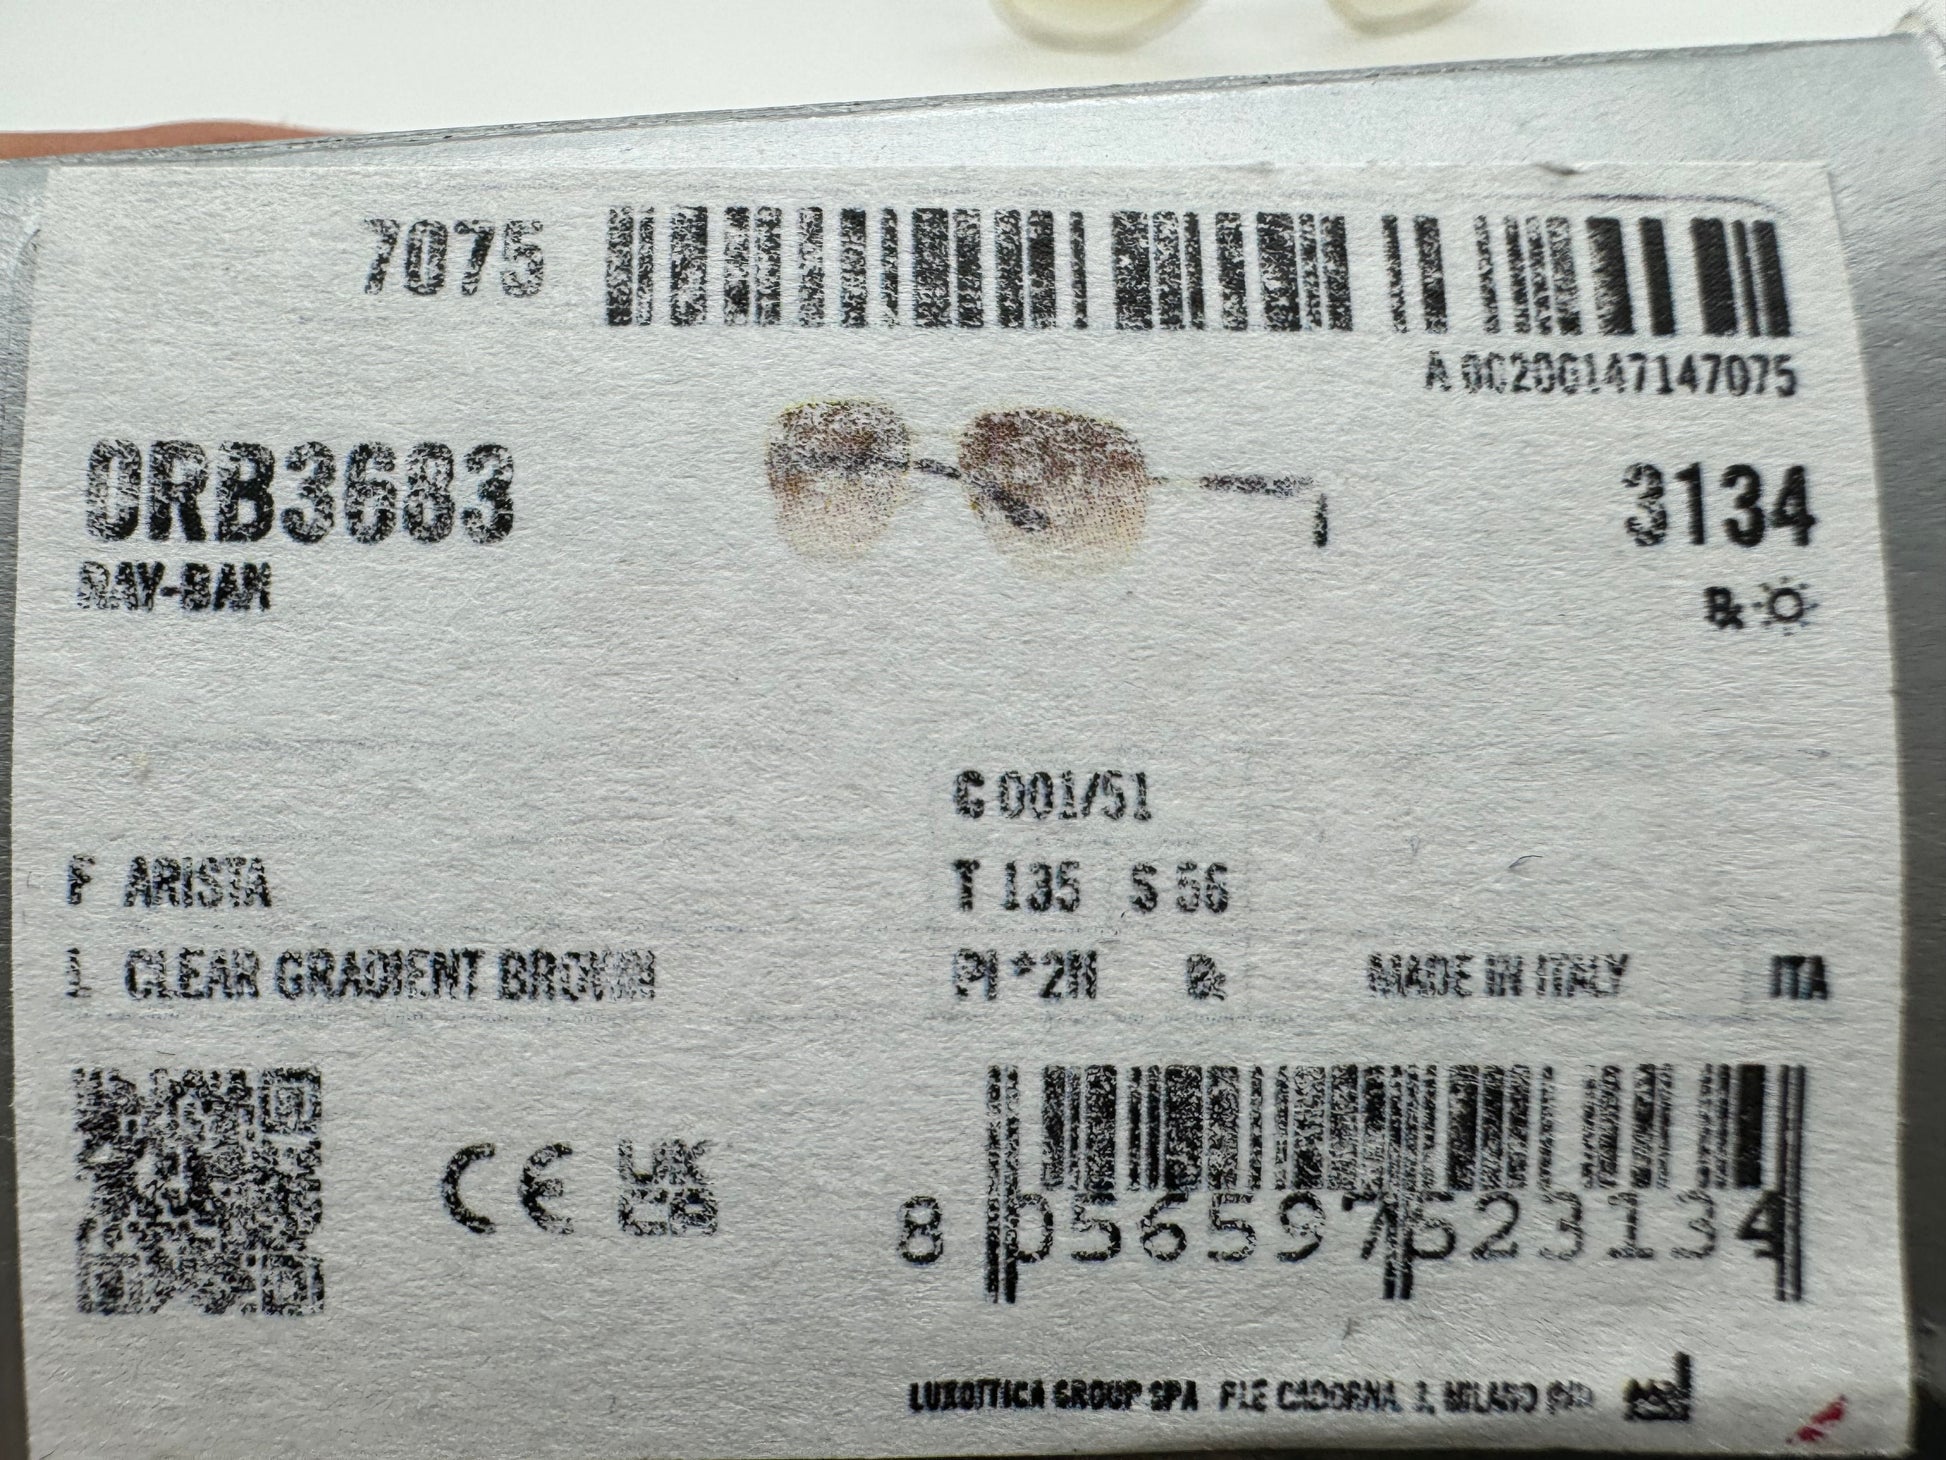 7075
A 00200147147075
0RB3683
3134
RAY-BAN
℞
C 001/51
F ARISTA
T 135 S 56
L CLEAR GRADIENT BROWN
PI *2N ℞ MADE IN ITALY ITA
CE UKCA
8 056597 523134
LUXOTTICA GROUP SPA P.LE CADORNA, 3, MILANO